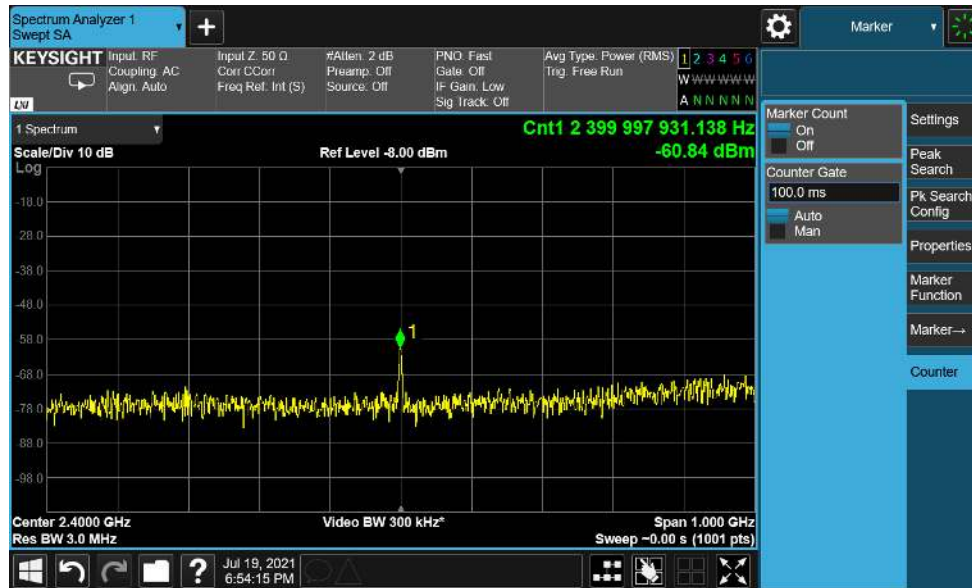 Spectrum Analyzer 1
Swept SA
+
Marker
KEYSIGHT
Input: RF
Coupling: AC
Align: Auto
Input Z: 50 Ω
Corr CCorr
Freq Ref: Int (S)
#Atten: 2 dB
Preamp: Off
Source: Off
PNO: Fast
Gate: Off
IF Gain: Low
Sig Track: Off
Avg Type: Power (RMS)
Trig: Free Run
1 2 3 4 5 6
W W W W W W
A N N N N N
LXI
1 Spectrum
Cnt1 2 399 997 931.138 Hz
Scale/Div 10 dB
Ref Level -8.00 dBm
-60.84 dBm
Log
-18.0
-28.0
-38.0
-48.0
-58.0
-68.0
-78.0
-88.0
-98.0
1
Center 2.4000 GHz
Video BW 300 kHz*
Span 1.000 GHz
Res BW 3.0 MHz
Sweep ~0.00 s (1001 pts)
Marker Count
On
Off
Counter Gate
100.0 ms
Auto
Man
Settings
Peak
Search
Pk Search
Config
Properties
Marker
Function
Marker→
Counter
?
Jul 19, 2021
6:54:15 PM